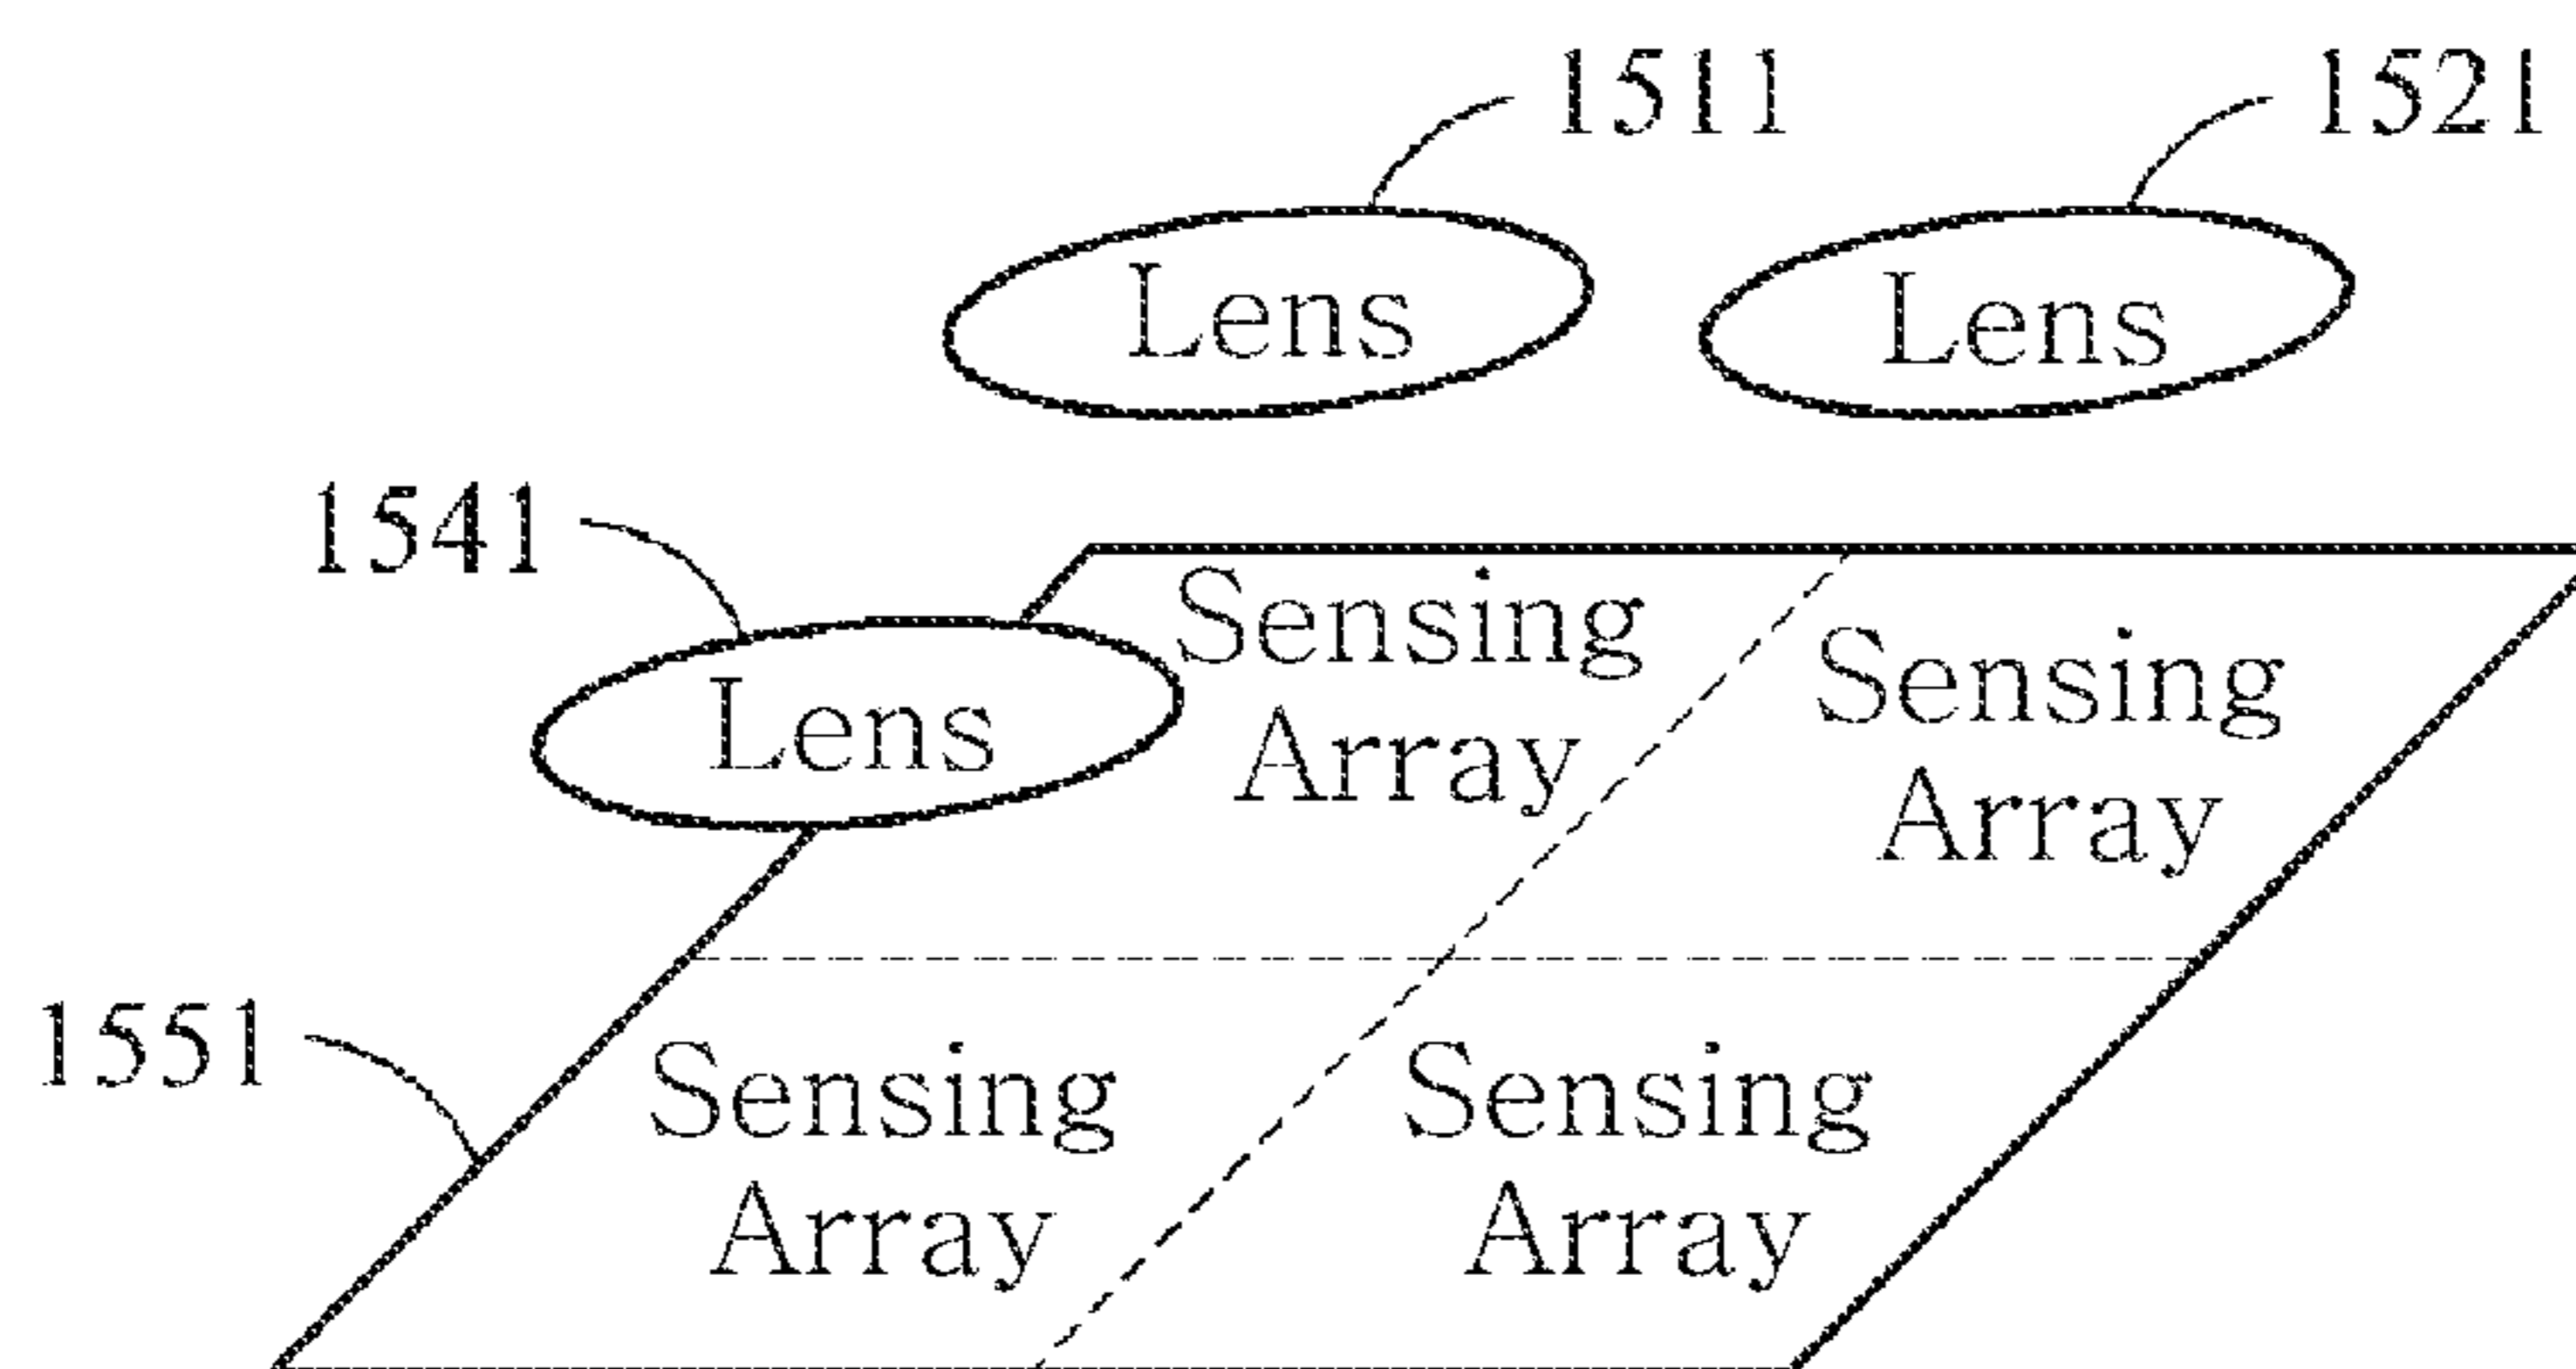 1511
1521
Lens
Lens
1541
Lens
Sensing
Array
Sensing
Array
1551
Sensing
Array
Sensing
Array